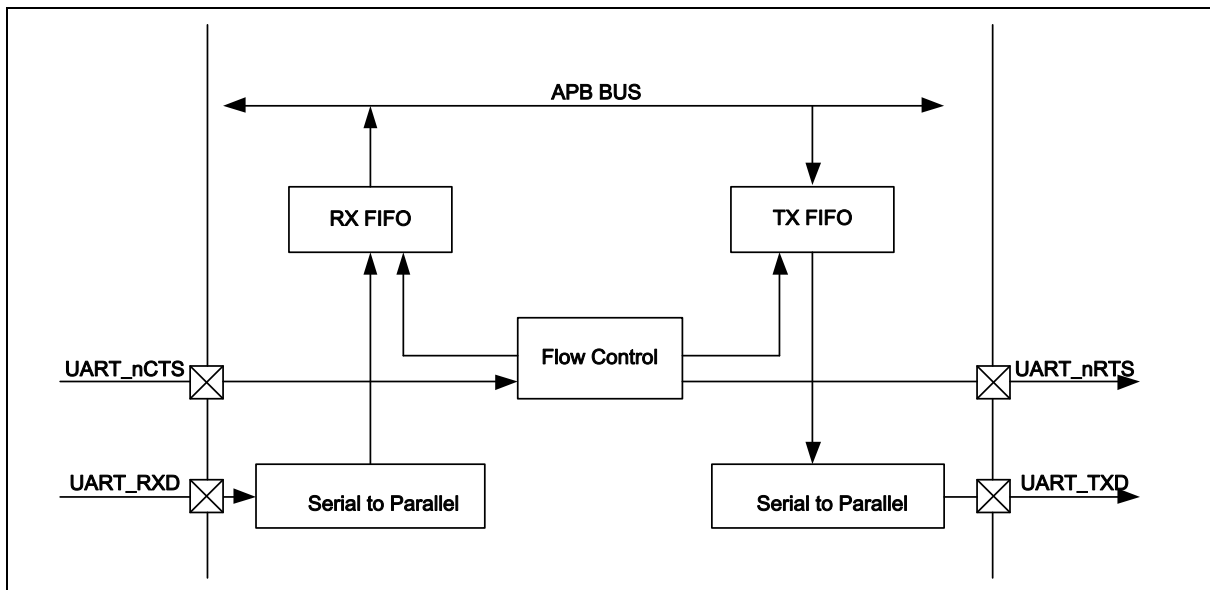 APB BUS
RX FIFO
TX FIFO
Flow Control
UART_nCTS
UART_nRTS
UART_RXD
Serial to Parallel
Serial to Parallel
UART_TXD